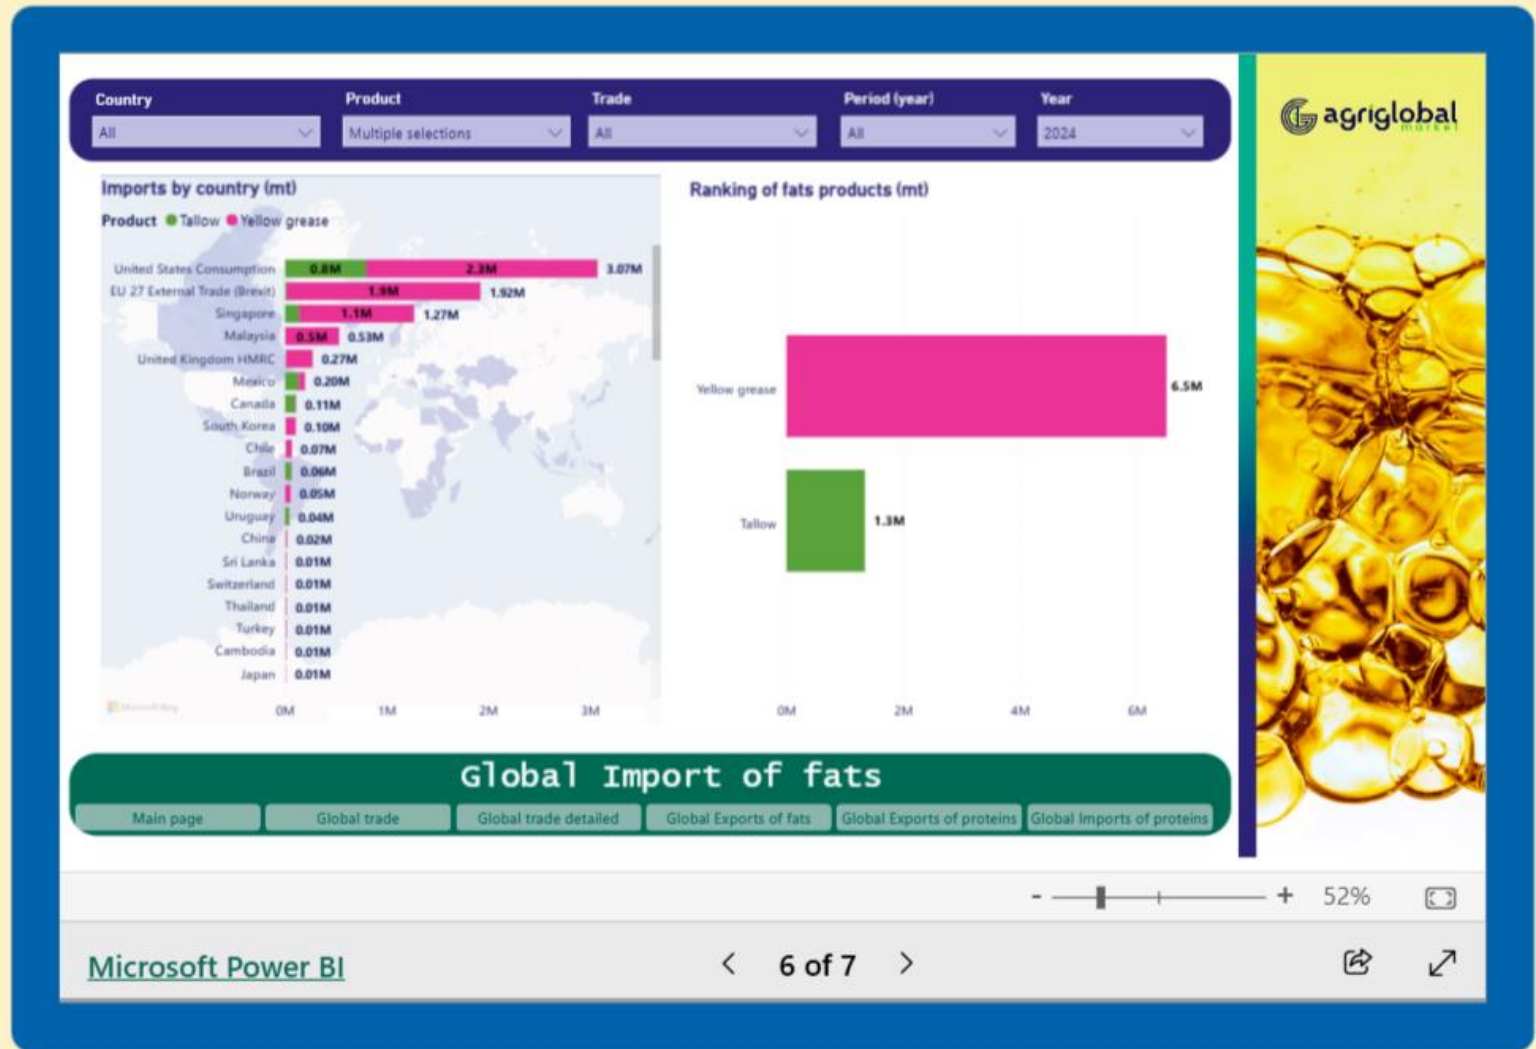 Country Product Trade Period (year) Year
All Multiple selections All All 2024
agriglobal
market
Imports by country (mt)
Product Tallow Yellow grease
United States Consumption 0.8M 2.3M 3.07M
EU 27 External Trade (Brexit) 1.9M 1.92M
Singapore 1.1M 1.27M
Malaysia 0.5M 0.53M
United Kingdom HMRC 0.27M
Mexico 0.20M
Canada 0.11M
South Korea 0.10M
Chile 0.07M
Brazil 0.06M
Norway 0.05M
Uruguay 0.04M
China 0.02M
Sri Lanka 0.01M
Switzerland 0.01M
Thailand 0.01M
Turkey 0.01M
Cambodia 0.01M
Japan 0.01M
0M 1M 2M 3M
Ranking of fats products (mt)
Yellow grease 6.5M
Tallow 1.3M
0M 2M 4M 6M
Global Import of fats
Main page Global trade Global trade detailed Global Exports of fats Global Exports of proteins Global Imports of proteins
- + 52%
Microsoft Power BI 6 of 7